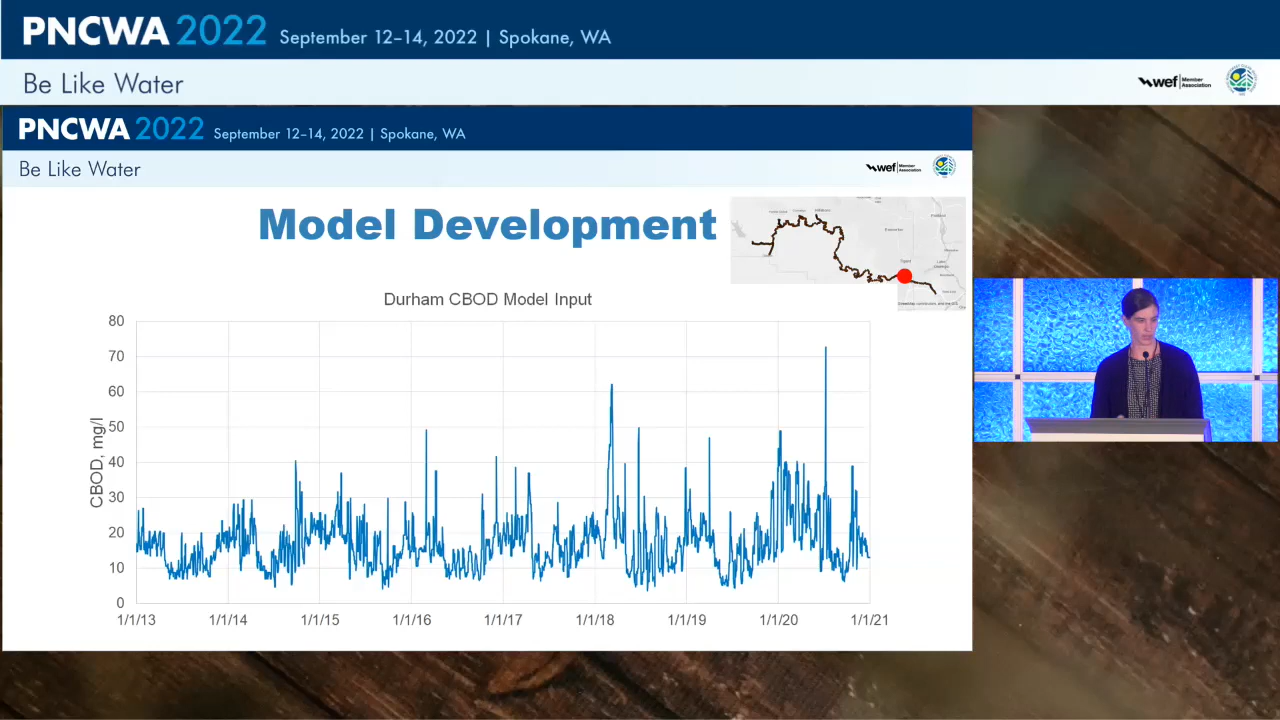 PNCWA 2022 September 12–14, 2022 | Spokane, WA
Be Like Water
wef Member Association
PNCWA 2022 September 12–14, 2022 | Spokane, WA
Be Like Water
wef Member Association
Model Development
Durham CBOD Model Input
CBOD, mg/l
80
70
60
50
40
30
20
10
0
1/1/13 1/1/14 1/1/15 1/1/16 1/1/17 1/1/18 1/1/19 1/1/20 1/1/21